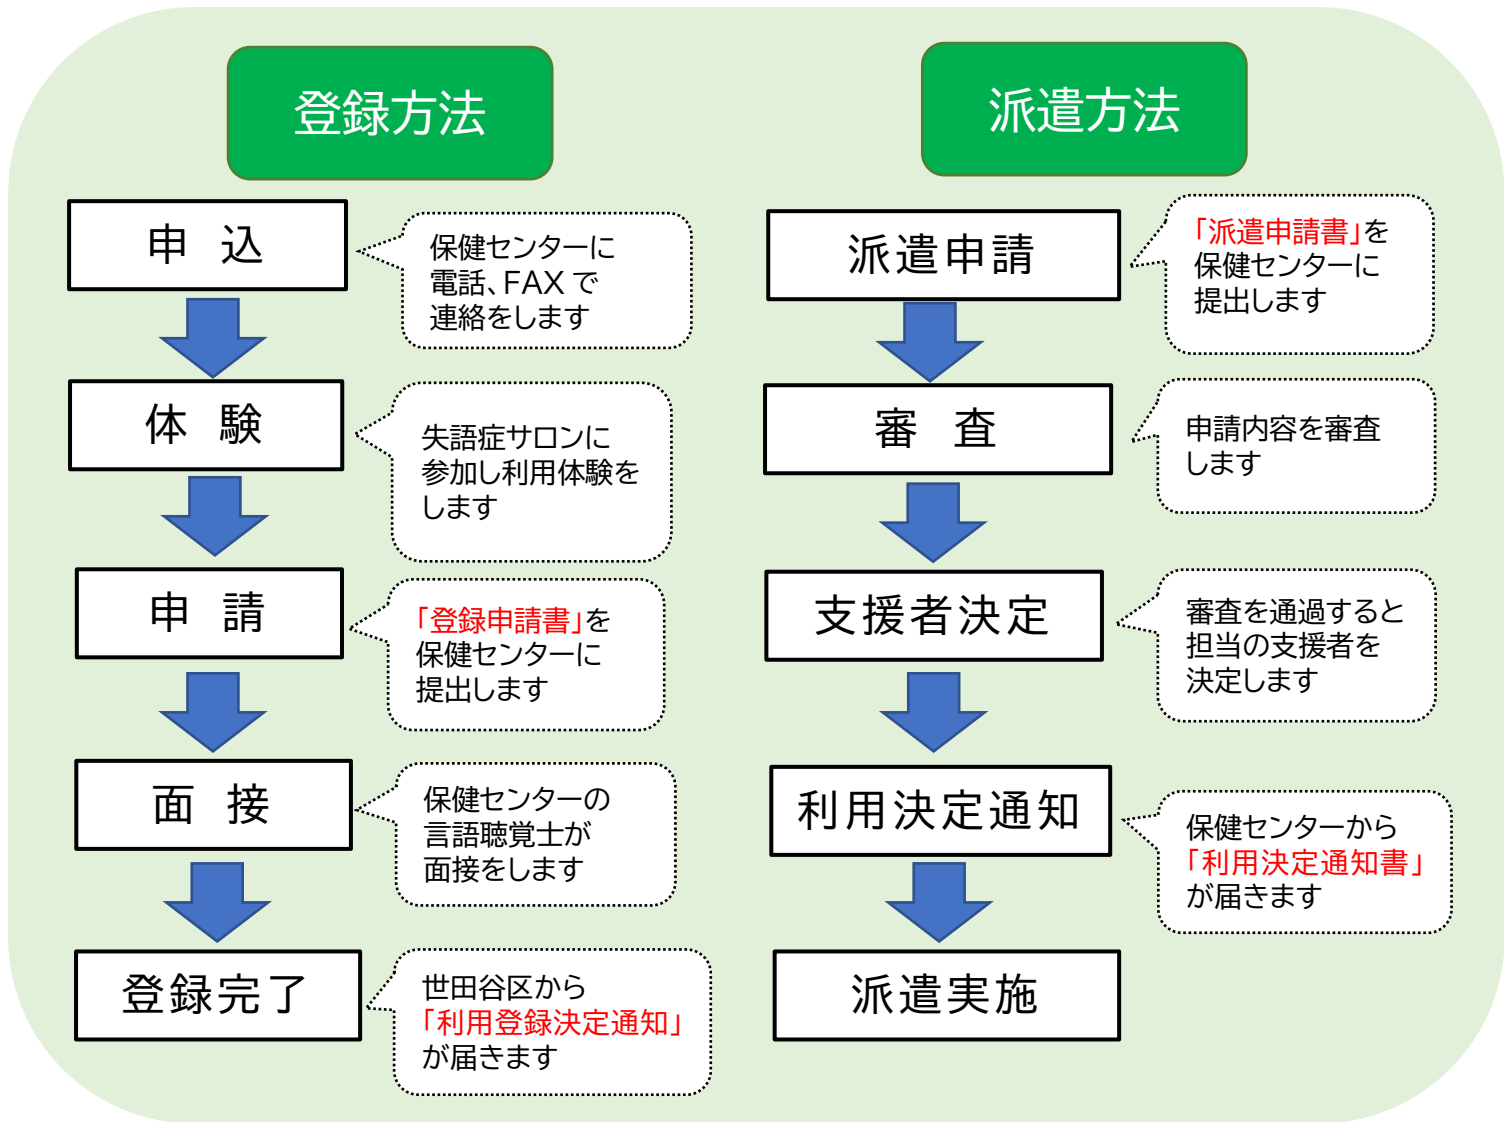 登録方法
申 込
保健センターに
電話、FAX で
連絡をします
体 験
失語症サロンに
参加し利用体験を
します
申 請
「登録申請書」を
保健センターに
提出します
面 接
保健センターの
言語聴覚士が
面接をします
登録完了
世田谷区から
「利用登録決定通知」
が届きます
派遣方法
派遣申請
「派遣申請書」を
保健センターに
提出します
審 査
申請内容を審査
します
支援者決定
審査を通過すると
担当の支援者を
決定します
利用決定通知
保健センターから
「利用決定通知書」
が届きます
派遣実施